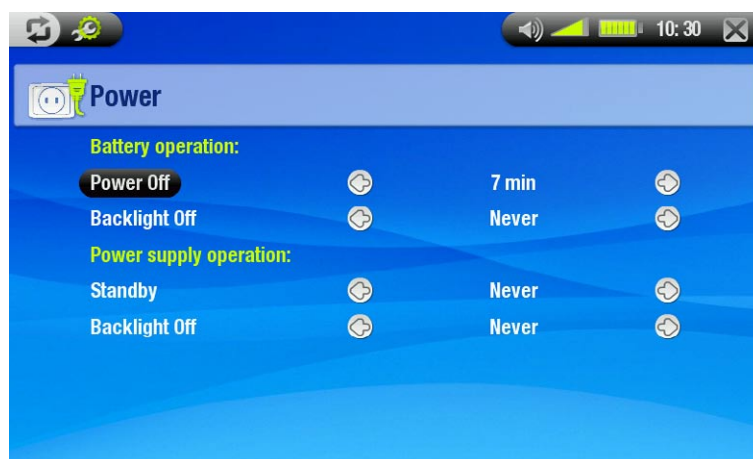 10:30
Power
Battery operation:
Power Off 7 min
Backlight Off Never
Power supply operation:
Standby Never
Backlight Off Never